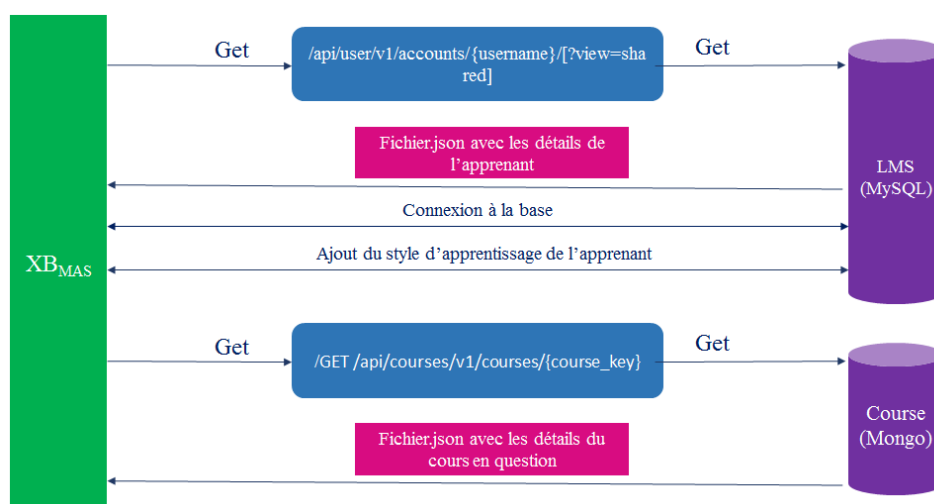 Get
/api/user/v1/accounts/{username}/[?view=sha
red]
Get
Fichier.json avec les détails de
l’apprenant
LMS
(MySQL)
Connexion à la base
Ajout du style d’apprentissage de l’apprenant
XBMAS
Get
/GET /api/courses/v1/courses/{course_key}
Get
Course
(Mongo)
Fichier.json avec les détails du
cours en question